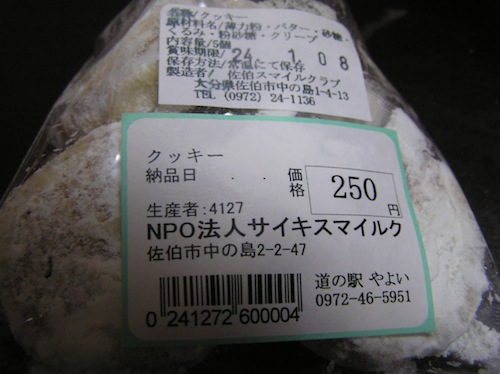 名称/クッキー
原材料名/薄力粉・バター・砂糖・
くるみ・粉砂糖・クリープ
内容量/5個
賞味期限/ 24 1 08
保存方法/常温にて保存
製造者/ 佐伯スマイルクラブ
大分県佐伯市中の島1-4-13
TEL (0972) 24-1136
クッキー
納品日 . . 価格 250円
生産者:4127
NPO法人サイキスマイルク
佐伯市中の島2-2-47
道の駅 やよい
0972-46-5951
0 241272 600004